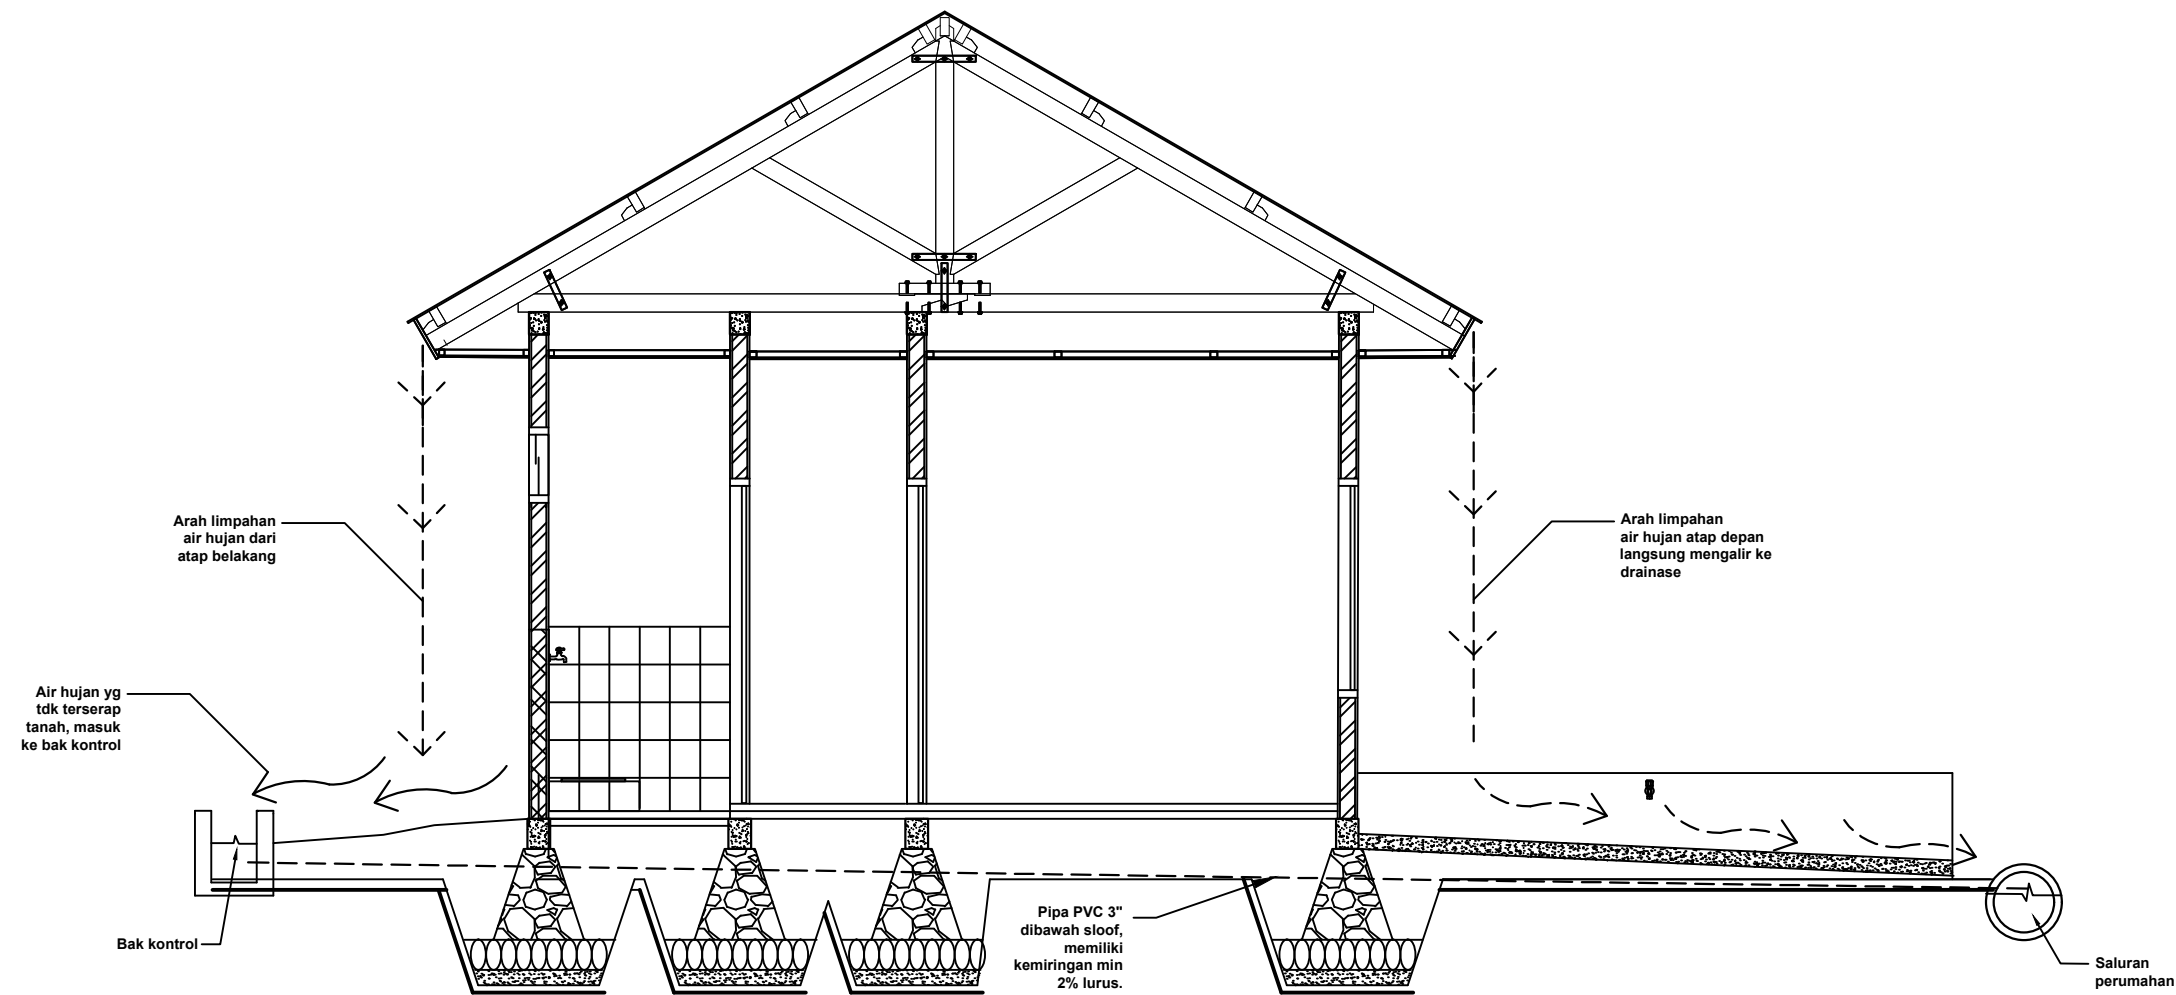 Arah limpahan
air hujan dari
atap belakang
Arah limpahan
air hujan atap depan
langsung mengalir ke
drainase
Air hujan yg
tdk terserap
tanah, masuk
ke bak kontrol
Bak kontrol
Pipa PVC 3"
dibawah sloof,
memiliki
kemiringan min
2% lurus.
Saluran
perumahan